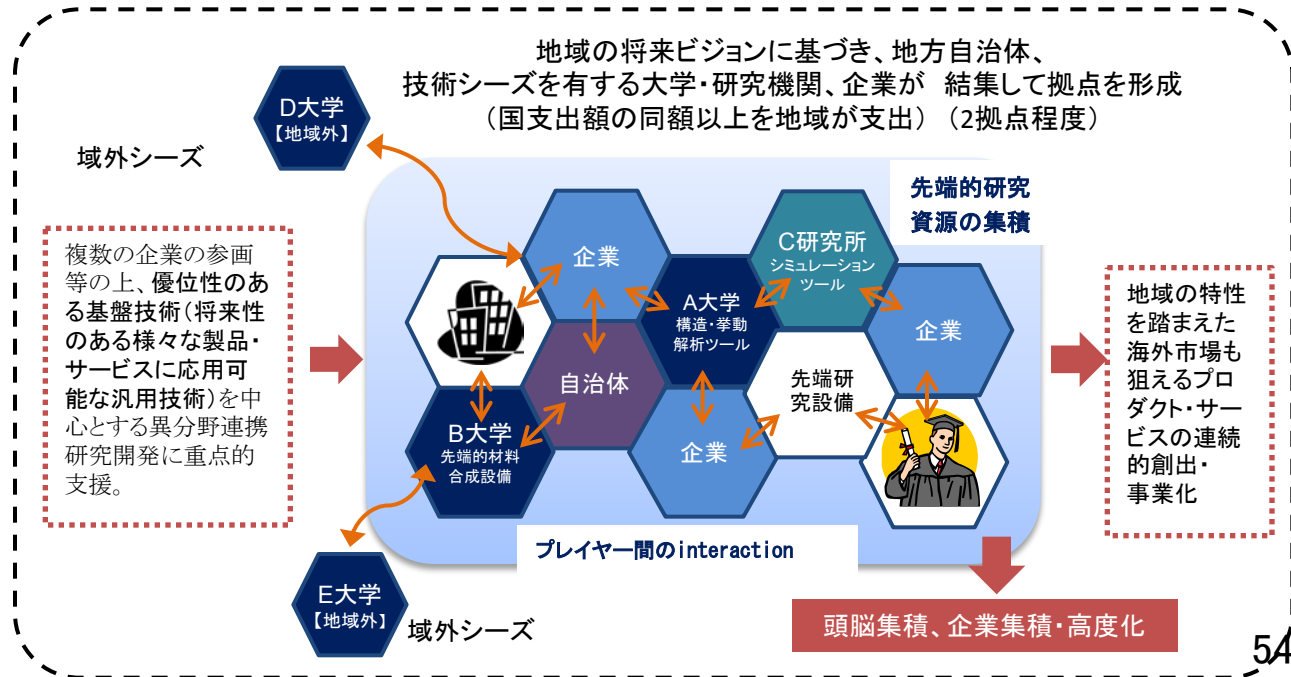 地域の将来ビジョンに基づき、地方自治体、
技術シーズを有する大学・研究機関、企業が 結集して拠点を形成
（国支出額の同額以上を地域が支出）（2拠点程度）
D大学
【地域外】
域外シーズ
先端的研究
資源の集積
複数の企業の参画
等の上、優位性のあ
る基盤技術（将来性
のある様々な製品・
サービスに応用可
能な汎用技術）を中
心とする異分野連携
研究開発に重点的
支援。
企業
C研究所
シミュレーション
ツール
A大学
構造・挙動
解析ツール
企業
自治体
先端研
究設備
B大学
先端的材料
合成設備
企業
地域の特性
を踏まえた
海外市場も
狙えるプロ
ダクト・サー
ビスの連続
的創出・
事業化
プレイヤー間のinteraction
E大学
【地域外】
域外シーズ
頭脳集積、企業集積・高度化
54